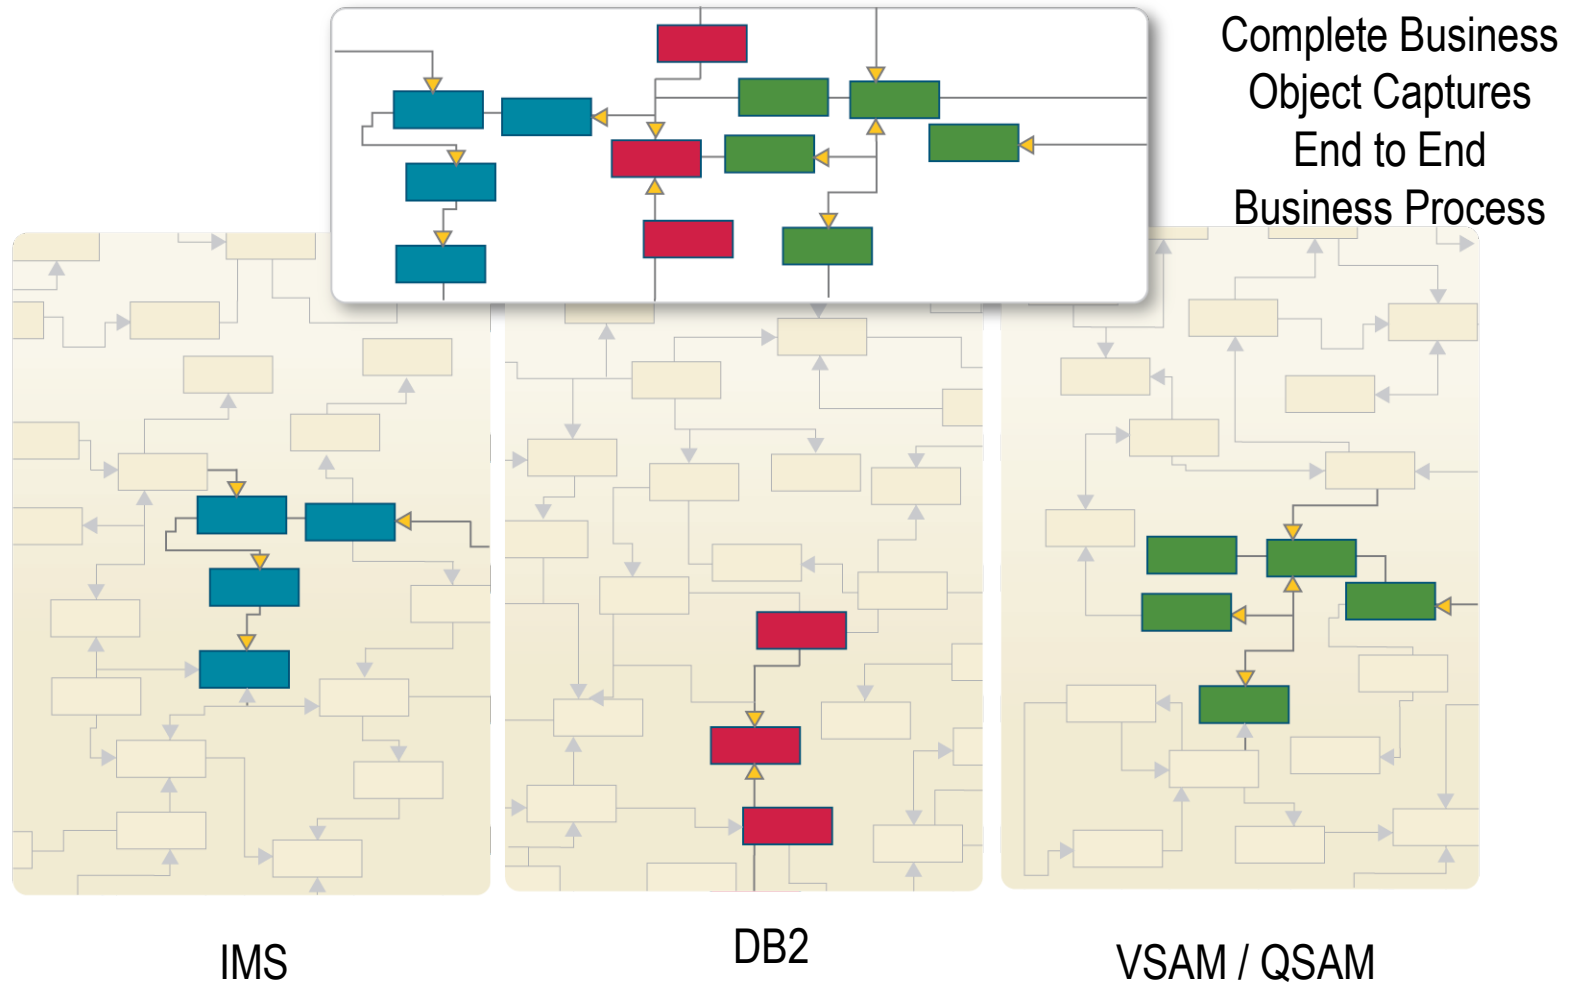 Complete Business
Object Captures
End to End
Business Process
IMS
DB2
VSAM / QSAM